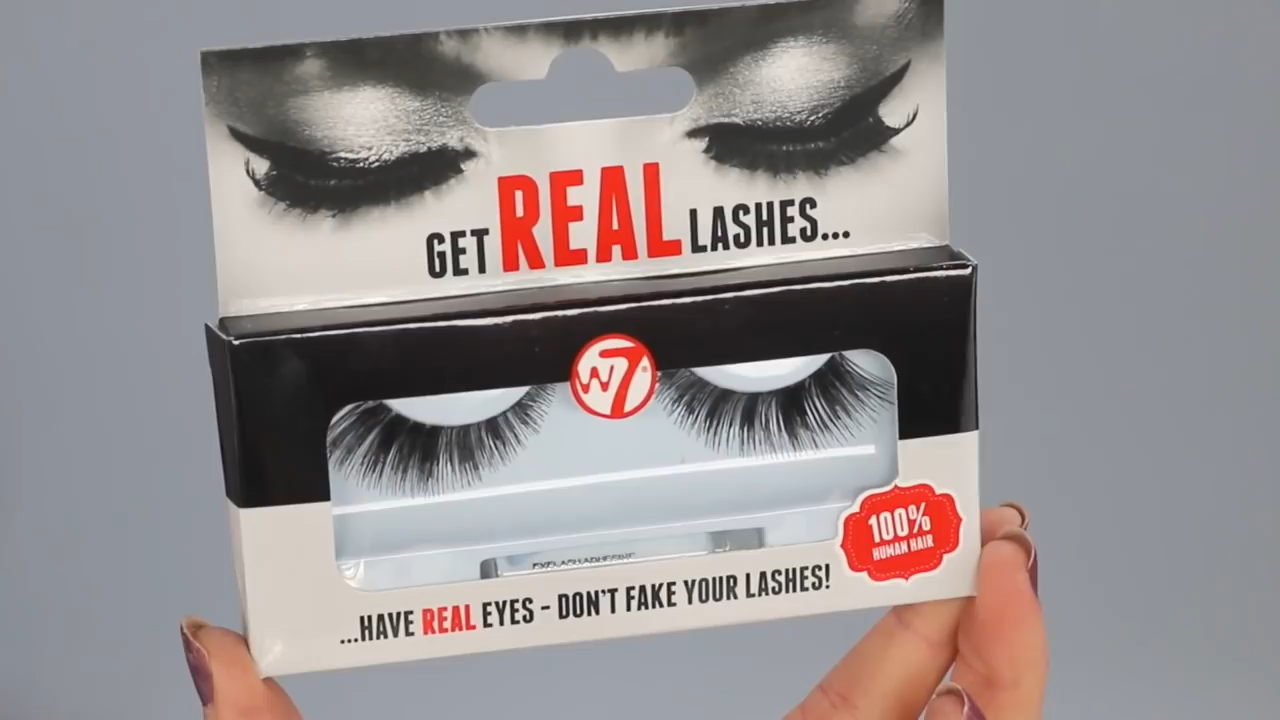 GET REAL LASHES...
W7
100%
HUMAN HAIR
EYELASH ADHESIVE
...HAVE REAL EYES - DON'T FAKE YOUR LASHES!